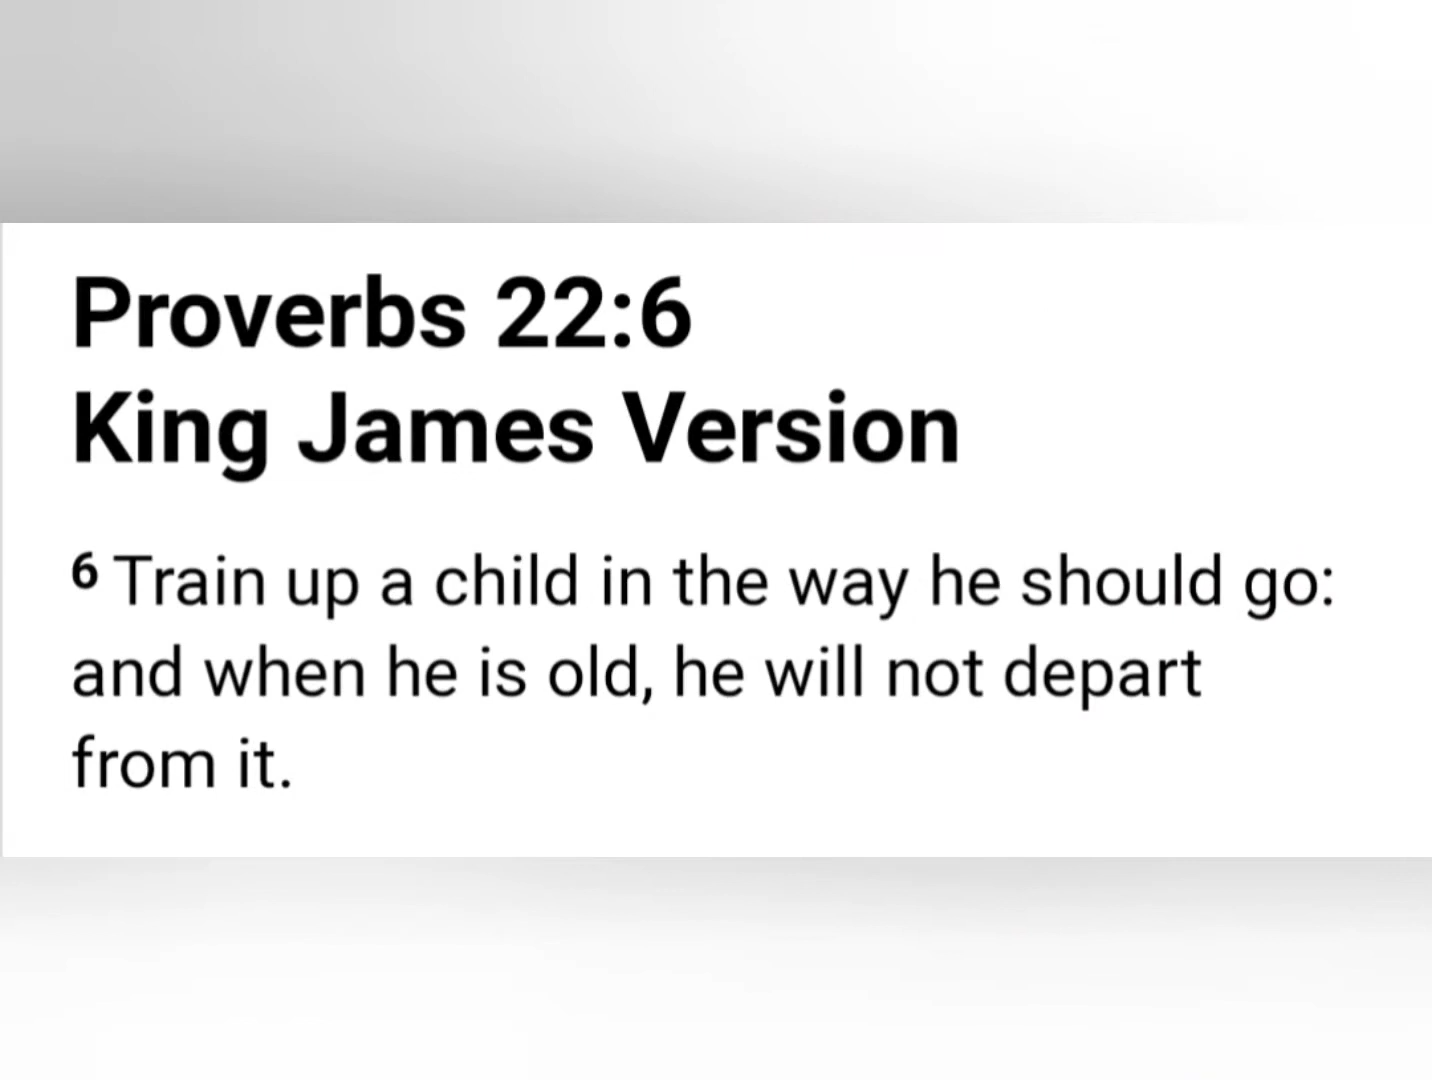 Proverbs 22:6
King James Version
6 Train up a child in the way he should go:
and when he is old, he will not depart
from it.